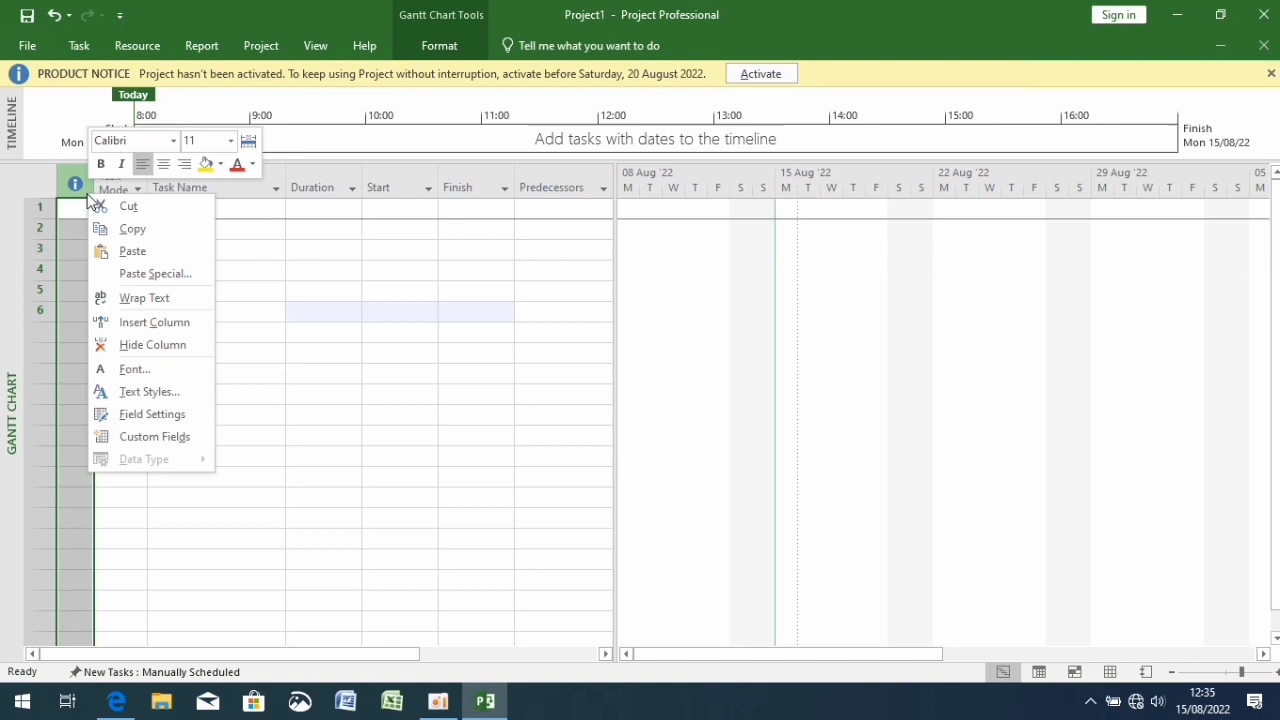 Gantt Chart Tools
Project1 - Project Professional
Sign in
File Task Resource Report Project View Help Format Tell me what you want to do
PRODUCT NOTICE Project hasn't been activated. To keep using Project without interruption, activate before Saturday, 20 August 2022. Activate
Today
8:00 9:00 10:00 11:00 12:00 13:00 14:00 15:00 16:00
TIMELINE
Mon
Add tasks with dates to the timeline
Finish
Mon 15/08/22
Calibri 11
B I A
Mode Task Name Duration Start Finish Predecessors
08 Aug '22 15 Aug '22 22 Aug '22 29 Aug '22 05
M T W T F S S M T W T F S S M T W T F S S M T W T F S S M
1
2
3
4
5
6
Cut
Copy
Paste
Paste Special...
Wrap Text
Insert Column
Hide Column
A Font...
Text Styles...
Field Settings
Custom Fields
Data Type
GANTT CHART
Ready New Tasks : Manually Scheduled
12:35
15/08/2022